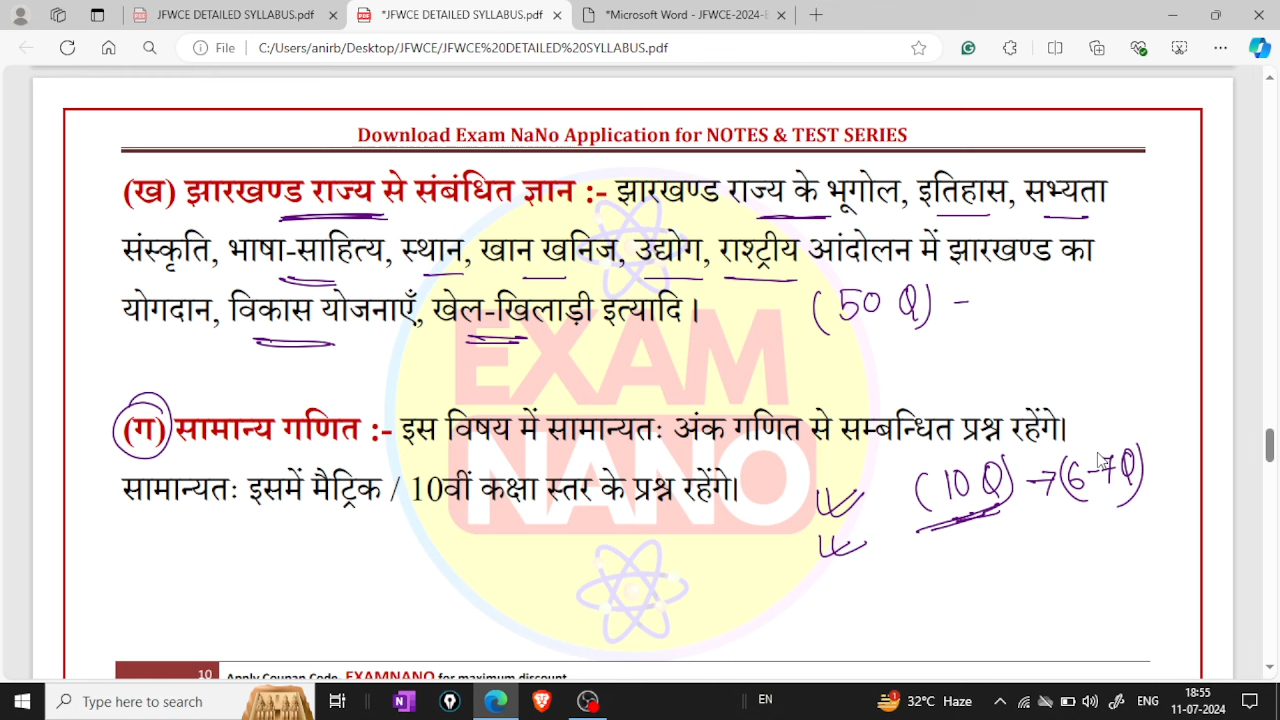 JFWCE DETAILED SYLLABUS.pdf
*JFWCE DETAILED SYLLABUS.pdf
*Microsoft Word - JFWCE-2024-
File
C:/Users/anirb/Desktop/JFWCE/JFWCE%20DETAILED%20SYLLABUS.pdf
Download Exam NaNo Application for NOTES & TEST SERIES
(ख) झारखण्ड राज्य से संबंधित ज्ञान :- झारखण्ड राज्य के भूगोल, इतिहास, सभ्यता
संस्कृति, भाषा-साहित्य, स्थान, खान खनिज, उद्योग, राश्ट्रीय आंदोलन में झारखण्ड का
योगदान, विकास योजनाएँ, खेल-खिलाड़ी इत्यादि।
(50 Q) -
(ग) सामान्य गणित :- इस विषय में सामान्यतः अंक गणित से सम्बन्धित प्रश्न रहेंगे।
सामान्यतः इसमें मैट्रिक / 10वीं कक्षा स्तर के प्रश्न रहेंगे।
(10 Q) → (6-7Q)
EXAM
NANO
10
Apply Coupan Code- EXAMNANO for maximum discount
Type here to search
EN
1
32°C Haze
ENG
18:55
11-07-2024